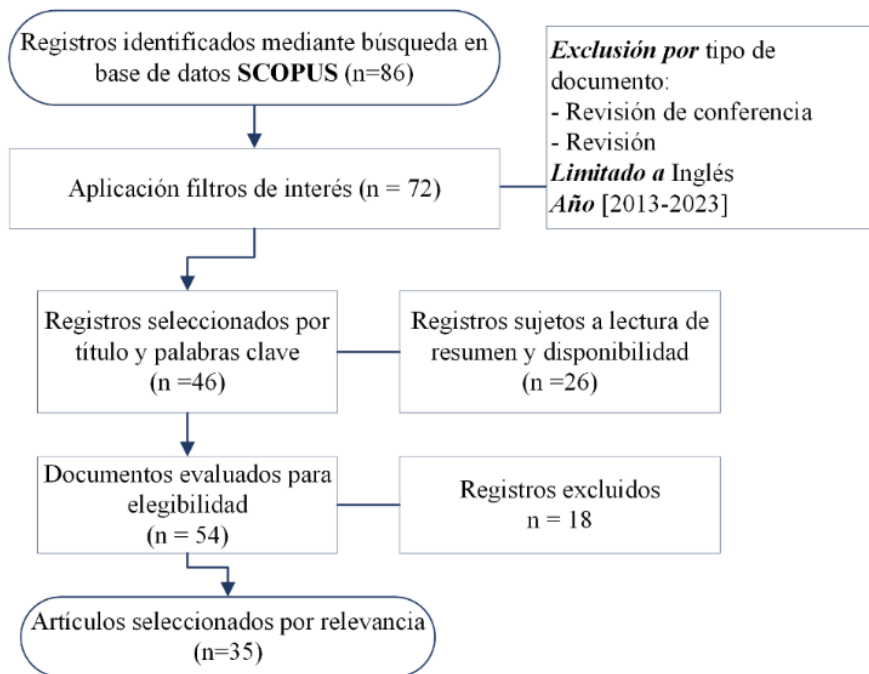 Registros identificados mediante búsqueda en
base de datos SCOPUS (n=86)
Exclusión por tipo de
documento:
- Revisión de conferencia
- Revisión
Limitado a Inglés
Año [2013-2023]
Aplicación filtros de interés (n = 72)
Registros seleccionados por
título y palabras clave
(n =46)
Registros sujetos a lectura de
resumen y disponibilidad
(n =26)
Documentos evaluados para
elegibilidad
(n = 54)
Registros excluidos
n = 18
Artículos seleccionados por relevancia
(n=35)